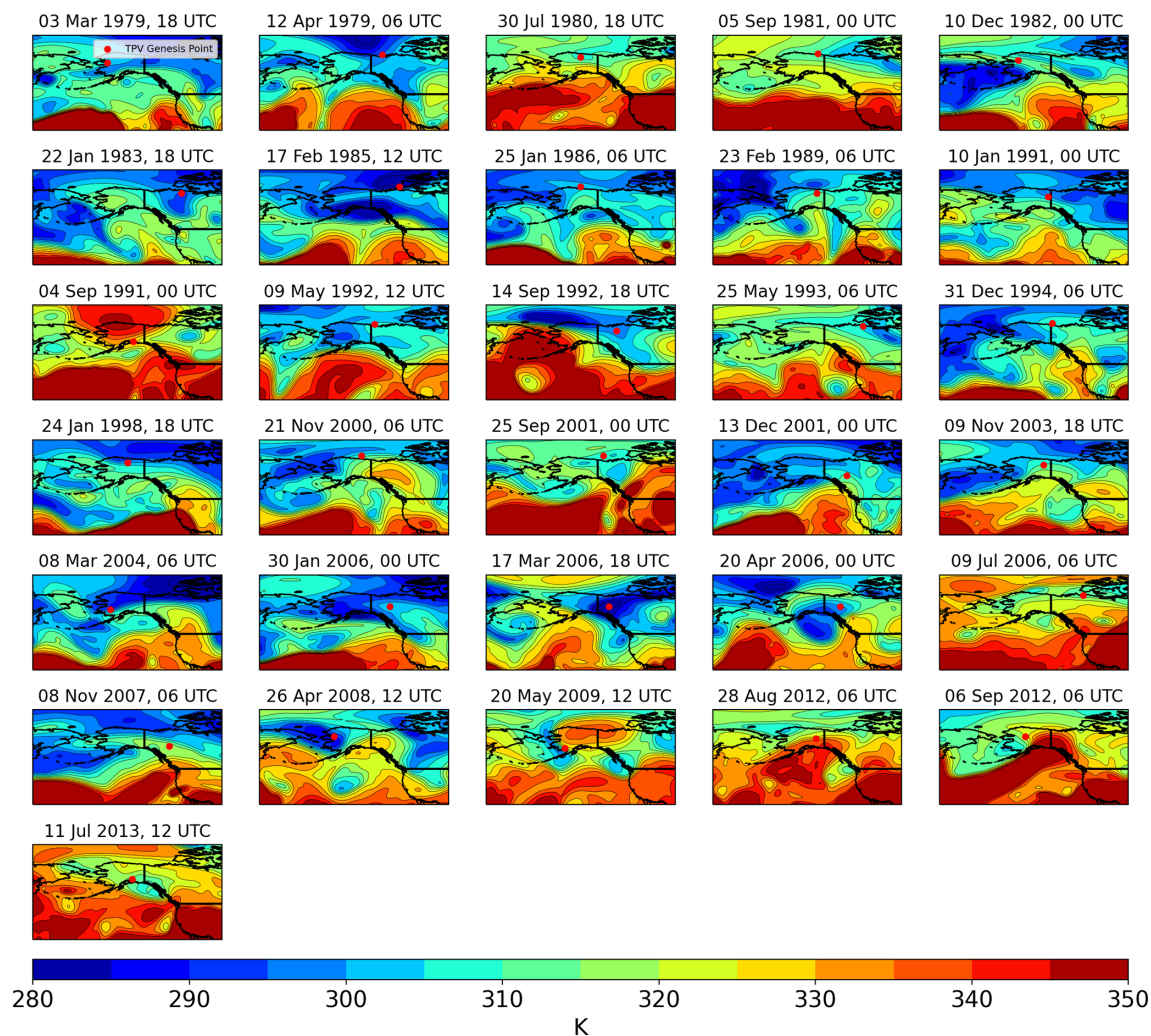 03 Mar 1979, 18 UTC
12 Apr 1979, 06 UTC
30 Jul 1980, 18 UTC
05 Sep 1981, 00 UTC
10 Dec 1982, 00 UTC
TPV Genesis Point
22 Jan 1983, 18 UTC
17 Feb 1985, 12 UTC
25 Jan 1986, 06 UTC
23 Feb 1989, 06 UTC
10 Jan 1991, 00 UTC
04 Sep 1991, 00 UTC
09 May 1992, 12 UTC
14 Sep 1992, 18 UTC
25 May 1993, 06 UTC
31 Dec 1994, 06 UTC
24 Jan 1998, 18 UTC
21 Nov 2000, 06 UTC
25 Sep 2001, 00 UTC
13 Dec 2001, 00 UTC
09 Nov 2003, 18 UTC
08 Mar 2004, 06 UTC
30 Jan 2006, 00 UTC
17 Mar 2006, 18 UTC
20 Apr 2006, 00 UTC
09 Jul 2006, 06 UTC
08 Nov 2007, 06 UTC
26 Apr 2008, 12 UTC
20 May 2009, 12 UTC
28 Aug 2012, 06 UTC
06 Sep 2012, 06 UTC
11 Jul 2013, 12 UTC
280 290 300 310 320 330 340 350
K